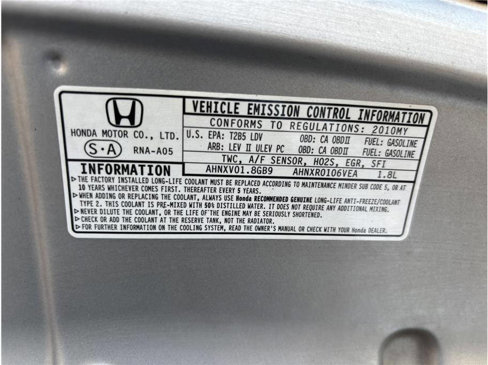 VEHICLE EMISSION CONTROL INFORMATION
CONFORMS TO REGULATIONS: 2010MY
HONDA MOTOR CO., LTD.
S·A RNA-A05
U.S. EPA: T2B5 LDV OBD: CA OBDII FUEL: GASOLINE
ARB: LEV II ULEV PC OBD: CA OBDII FUEL: GASOLINE
TWC, A/F SENSOR, HO2S, EGR, SFI
INFORMATION
AHNXV01.8GB9 AHNXR0106VEA 1.8L
▷THE FACTORY INSTALLED LONG-LIFE COOLANT MUST BE REPLACED ACCORDING TO MAINTENANCE MINDER SUB CODE 5, OR AT
10 YEARS WHICHEVER COMES FIRST. THEREAFTER EVERY 5 YEARS.
▷WHEN ADDING OR REPLACING THE COOLANT, ALWAYS USE Honda RECOMMENDED GENUINE LONG-LIFE ANTI-FREEZE/COOLANT
TYPE 2. THIS COOLANT IS PRE-MIXED WITH 50% DISTILLED WATER AND DOES NOT REQUIRE ANY ADDITIONAL MIXING.
▷NEVER DILUTE THE COOLANT, OR THE LIFE OF THE ENGINE MAY BE SERIOUSLY SHORTENED.
▷CHECK OR ADD THE COOLANT AT THE RESERVE TANK, NOT THE RADIATOR.
▷FOR FURTHER INFORMATION ON THE COOLING SYSTEM, READ THE OWNER'S MANUAL OR CHECK WITH YOUR Honda DEALER.